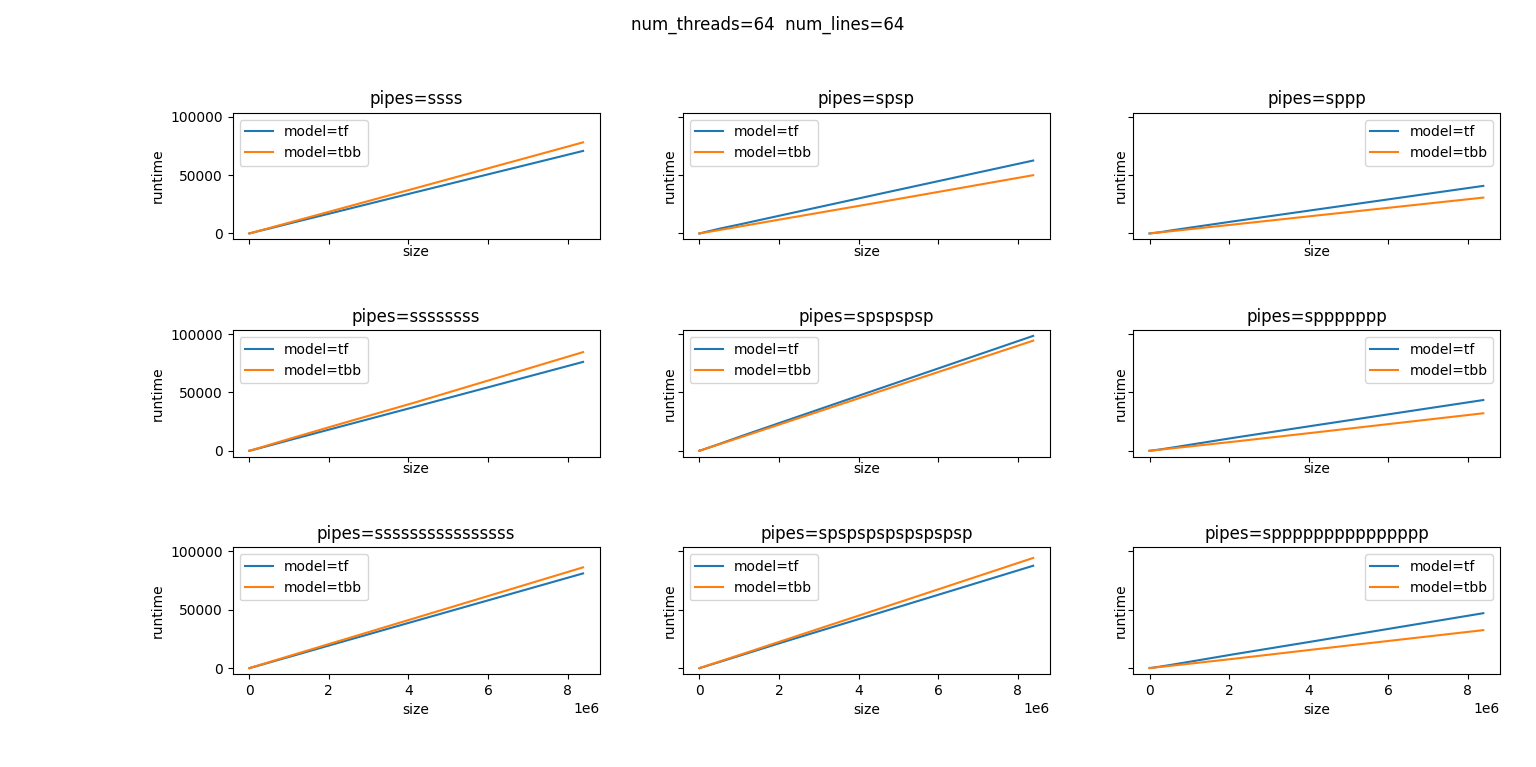 num_threads=64  num_lines=64
pipes=ssss
100000
50000
0
runtime
model=tf
model=tbb
size
pipes=spsp
runtime
model=tf
model=tbb
size
pipes=sppp
runtime
model=tf
model=tbb
size
pipes=ssssssss
100000
50000
0
runtime
model=tf
model=tbb
size
pipes=spspspsp
runtime
model=tf
model=tbb
size
pipes=sppppppp
runtime
model=tf
model=tbb
size
pipes=ssssssssssssssss
100000
50000
0
runtime
model=tf
model=tbb
0 2 4 6 8
1e6
size
pipes=spspspspspspspsp
runtime
model=tf
model=tbb
0 2 4 6 8
1e6
size
pipes=sppppppppppppppp
runtime
model=tf
model=tbb
0 2 4 6 8
1e6
size